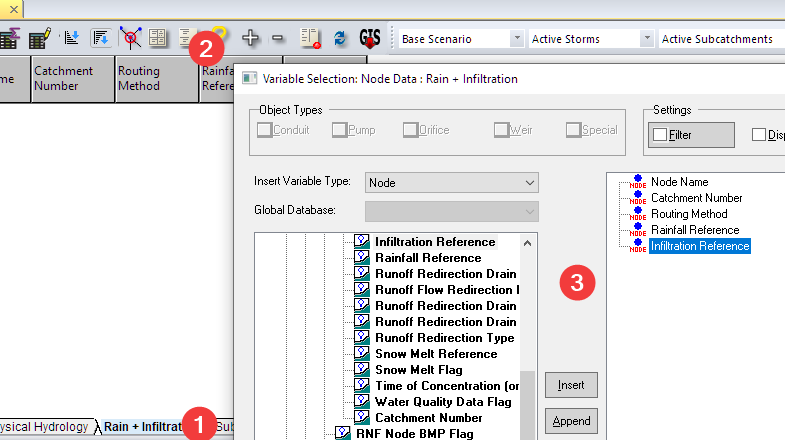 GIS
Base Scenario
Active Storms
Active Subcatchments
2
me
Catchment Number
Routing Method
Rainfa
Refere
Variable Selection: Node Data : Rain + Infiltration
Object Types
Conduit
Pump
Orifice
Weir
Special
Settings
Filter
Disp
Insert Variable Type:
Node
Global Database:
Infiltration Reference
Rainfall Reference
Runoff Redirection Drain
Runoff Flow Redirection I
Runoff Redirection Drain
Runoff Redirection Drain
Runoff Redirection Type
Snow Melt Reference
Snow Melt Flag
Time of Concentration (or
Water Quality Data Flag
Catchment Number
RNF Node BMP Flag
3
Insert
Append
NODE Node Name
NODE Catchment Number
NODE Routing Method
NODE Rainfall Reference
NODE Infiltration Reference
ysical Hydrology
Rain + Infiltrat
1
Sub